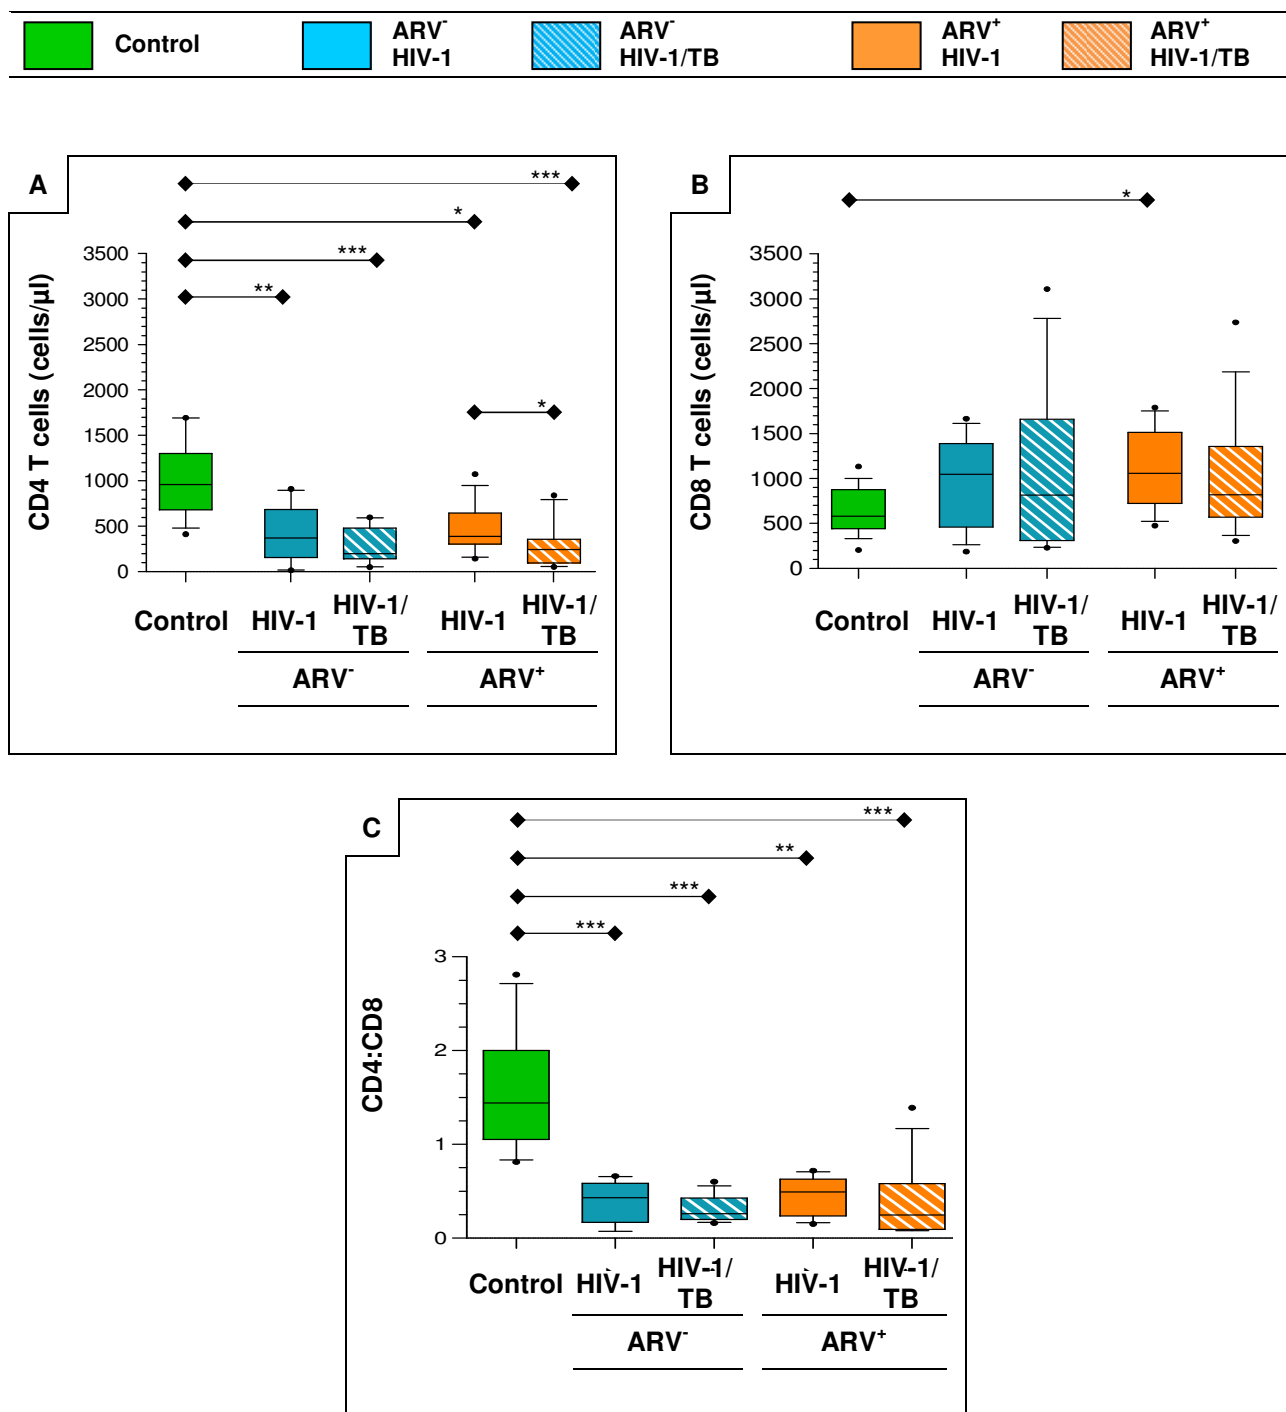 Control
ARV-
HIV-1
ARV-
HIV-1/TB
ARV+
HIV-1
ARV+
HIV-1/TB
A
***
*
***
**
*
CD4 T cells (cells/µl)
3500
3000
2500
2000
1500
1000
500
0
Control
HIV-1
HIV-1/
TB
HIV-1
HIV-1/
TB
ARV-
ARV+
B
*
CD8 T cells (cells/µl)
3500
3000
2500
2000
1500
1000
500
0
Control
HIV-1
HIV-1/
TB
HIV-1
HIV-1/
TB
ARV-
ARV+
C
***
**
***
***
CD4:CD8
3
2
1
0
Control
HIV-1
HIV-1/
TB
HIV-1
HIV-1/
TB
ARV-
ARV+